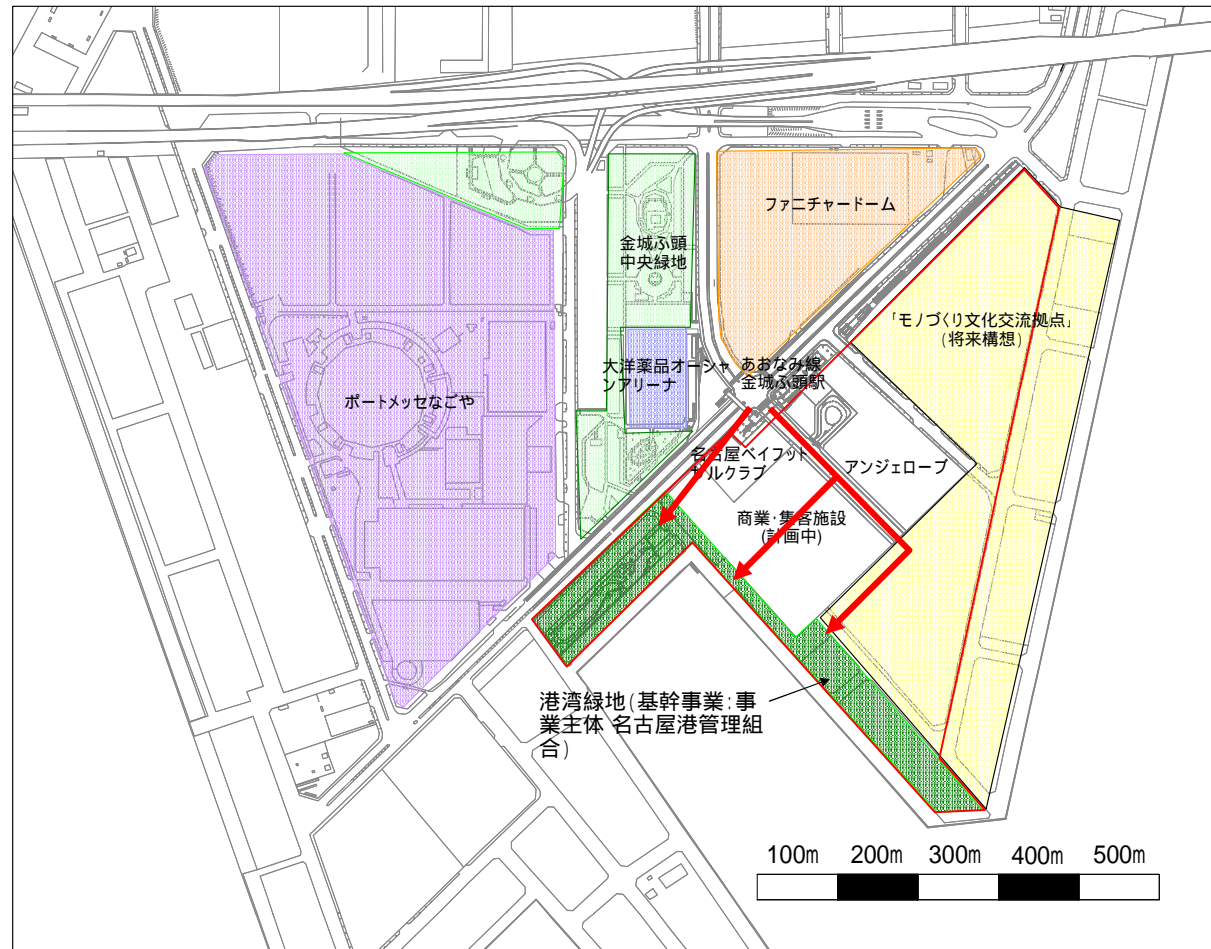 ファニチャードーム
金城ふ頭
中央緑地
「モノづくり文化交流拠点」
(将来構想)
大洋薬品オーシャ
ンアリーナ
あおなみ線
金城ふ頭駅
ポートメッセなごや
名古屋ベイフット
サルクラブ
アンジェローブ
商業・集客施設
(計画中)
港湾緑地(基幹事業:事
業主体 名古屋港管理組
合)
100m 200m 300m 400m 500m